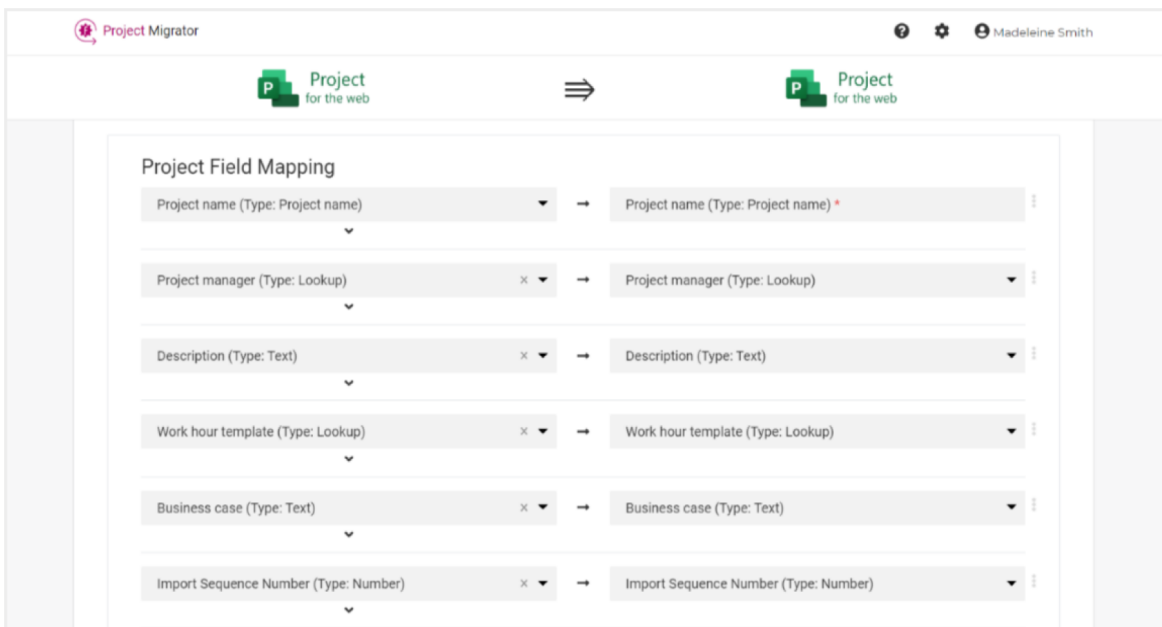 Project Migrator
Madeleine Smith
Project
for the web
Project
for the web
Project Field Mapping
Project name (Type: Project name)
Project name (Type: Project name) *
Project manager (Type: Lookup)
Project manager (Type: Lookup)
Description (Type: Text)
Description (Type: Text)
Work hour template (Type: Lookup)
Work hour template (Type: Lookup)
Business case (Type: Text)
Business case (Type: Text)
Import Sequence Number (Type: Number)
Import Sequence Number (Type: Number)